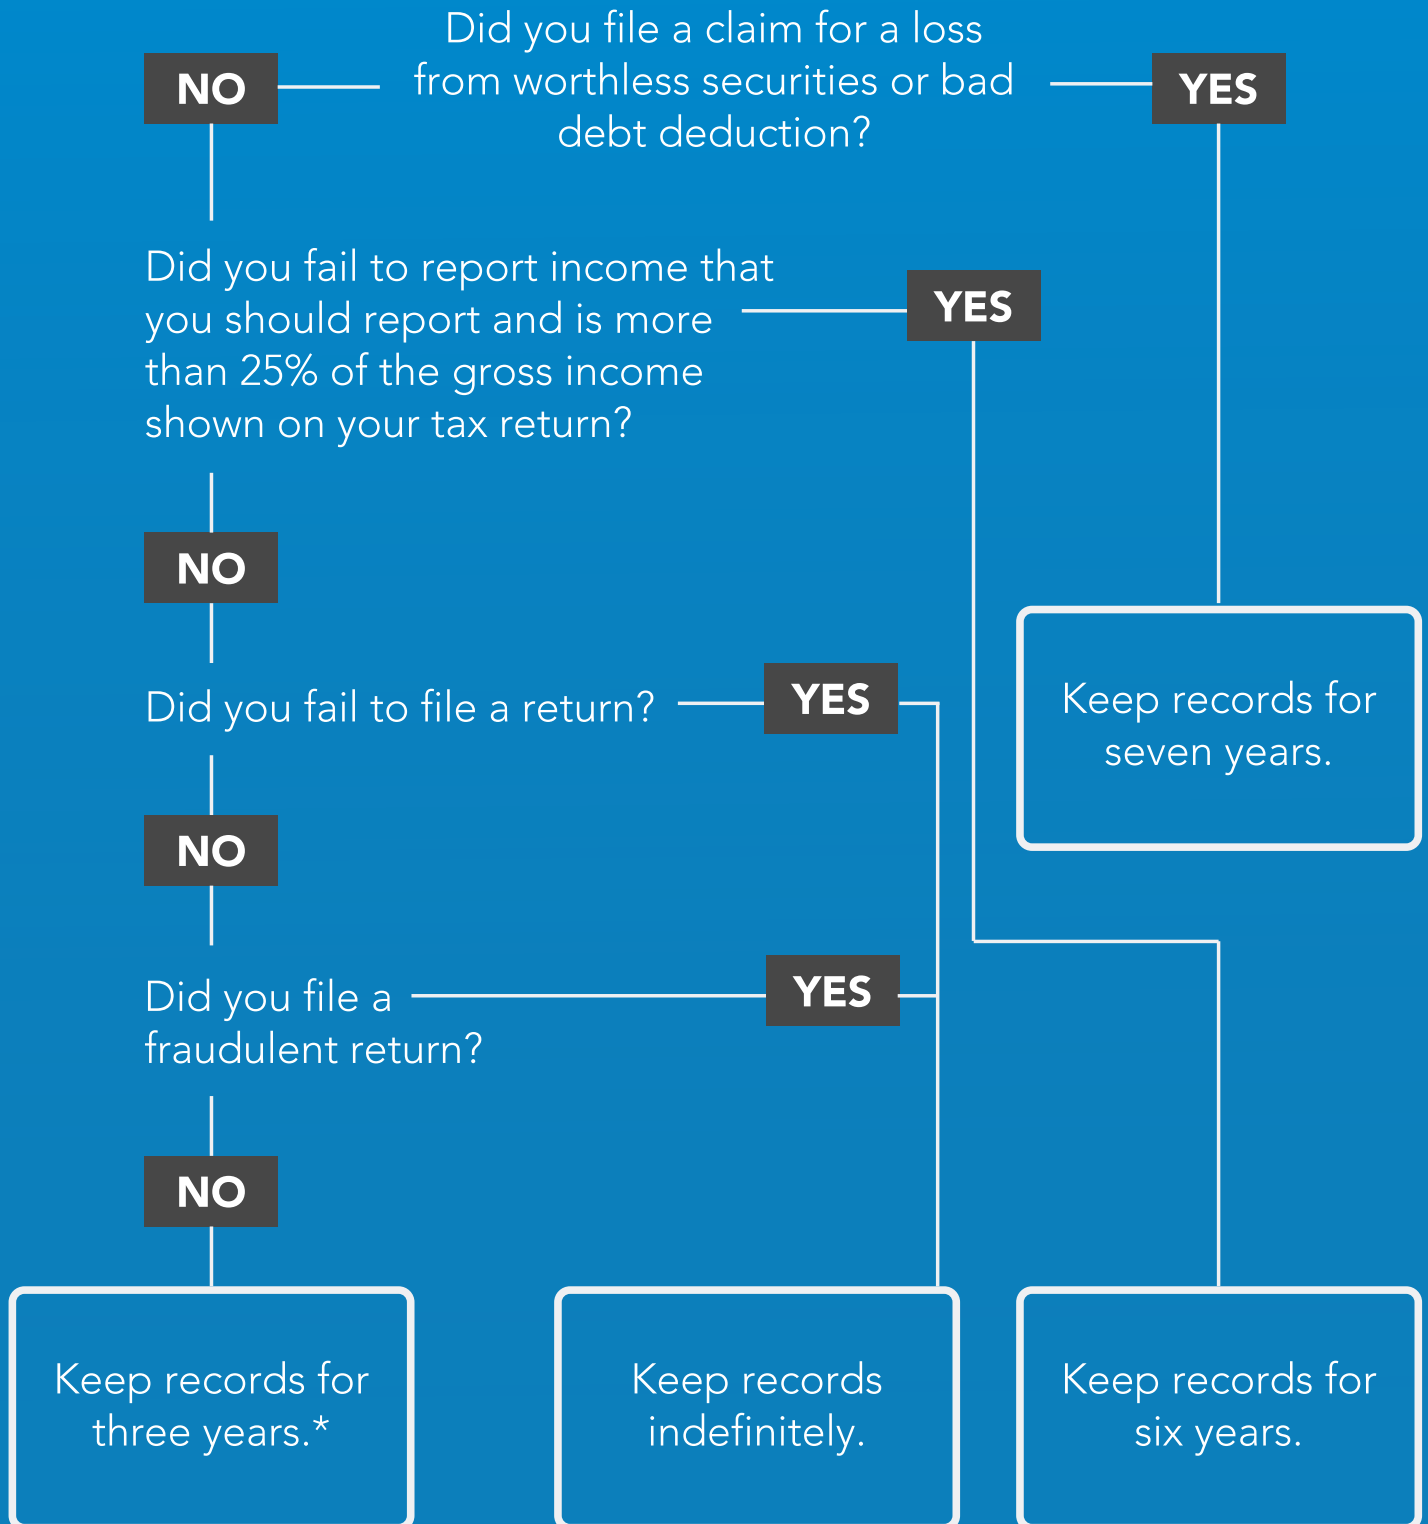 Did you file a claim for a loss
from worthless securities or bad
debt deduction?
NO
YES
Did you fail to report income that
you should report and is more
than 25% of the gross income
shown on your tax return?
YES
NO
Did you fail to file a return?
YES
Keep records for
seven years.
NO
Did you file a
fraudulent return?
YES
NO
Keep records for
three years.*
Keep records
indefinitely.
Keep records for
six years.